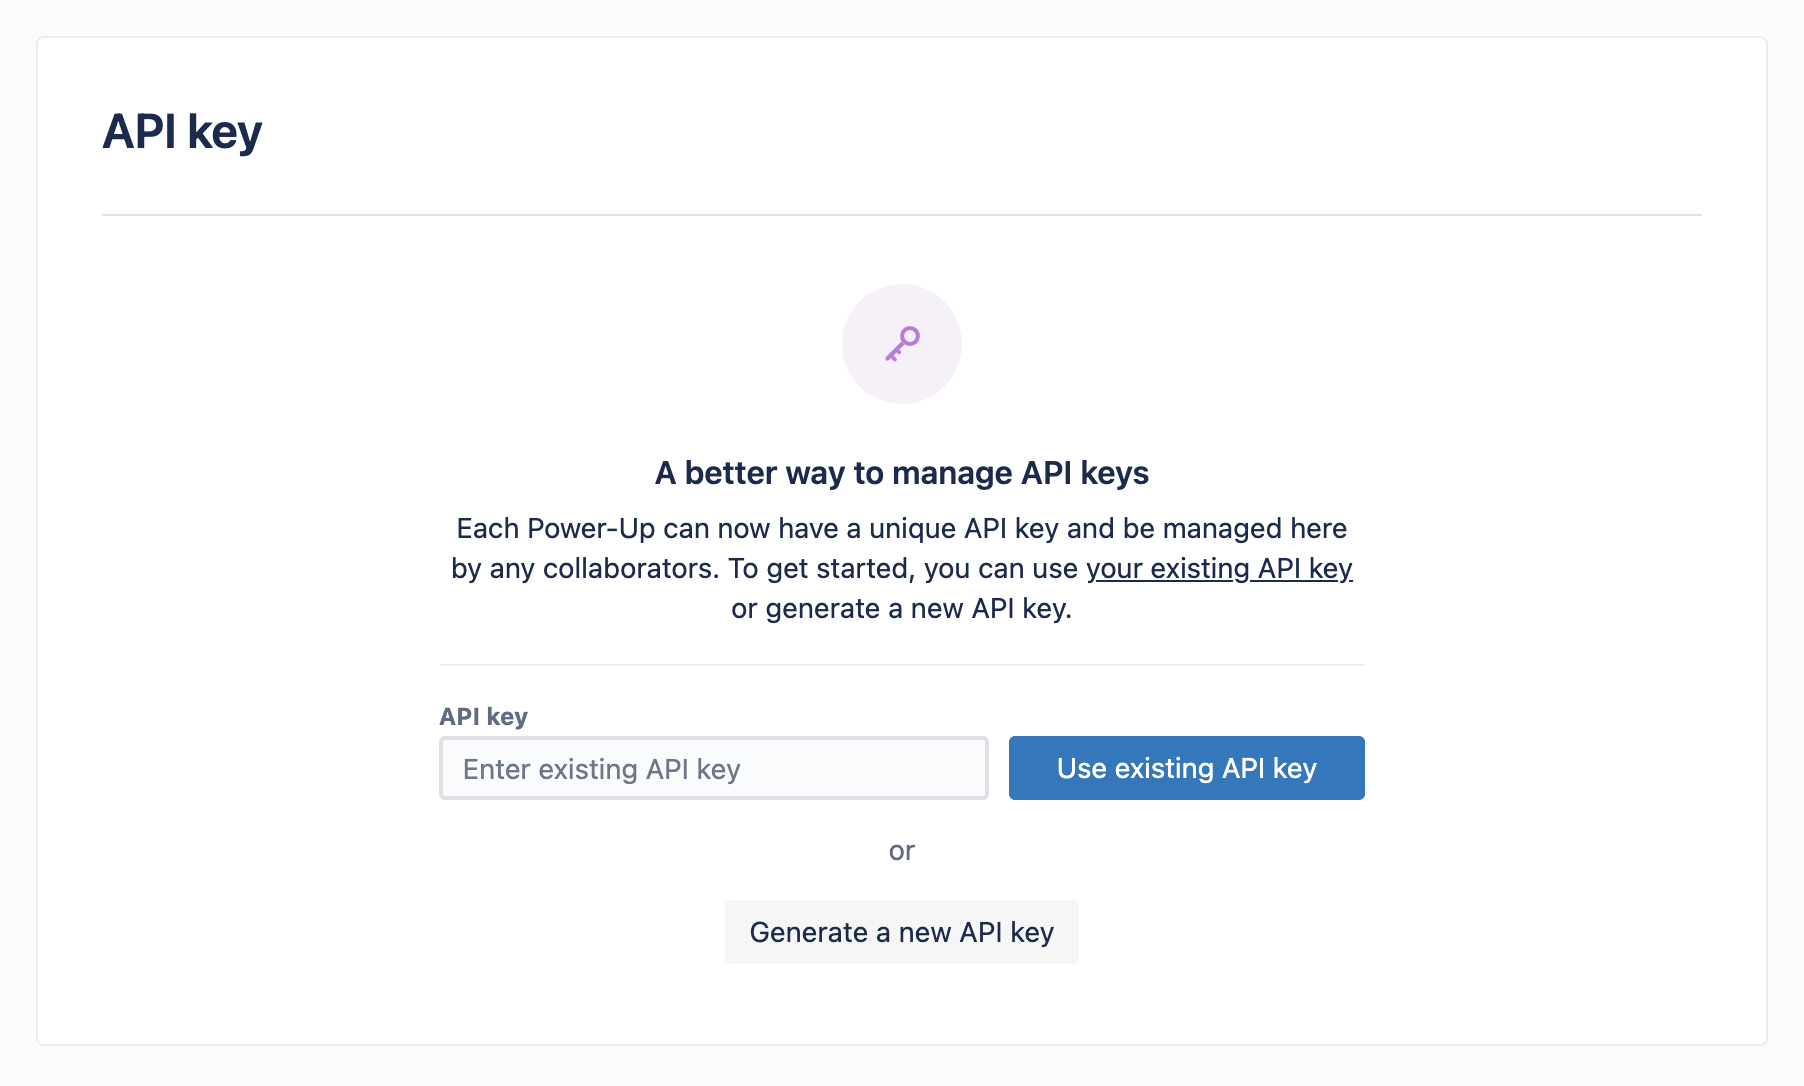 API key
A better way to manage API keys
Each Power-Up can now have a unique API key and be managed here
by any collaborators. To get started, you can use your existing API key
or generate a new API key.
API key
Enter existing API key
Use existing API key
or
Generate a new API key